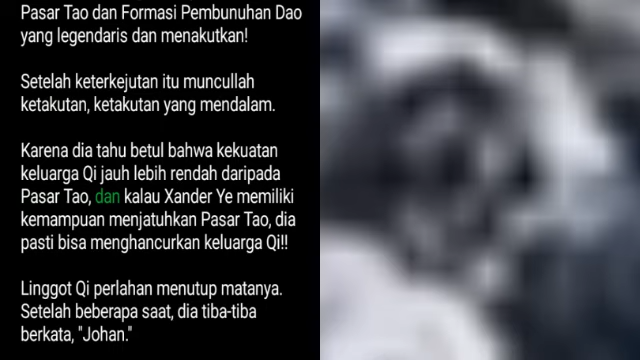 Pasar Tao dan Formasi Pembunuhan Dao
yang legendaris dan menakutkan!
Setelah keterkejutan itu muncullah
ketakutan, ketakutan yang mendalam.
Karena dia tahu betul bahwa kekuatan
keluarga Qi jauh lebih rendah daripada
Pasar Tao, dan kalau Xander Ye memiliki
kemampuan menjatuhkan Pasar Tao, dia
pasti bisa menghancurkan keluarga Qi!!
Linggot Qi perlahan menutup matanya.
Setelah beberapa saat, dia tiba-tiba
berkata, "Johan."